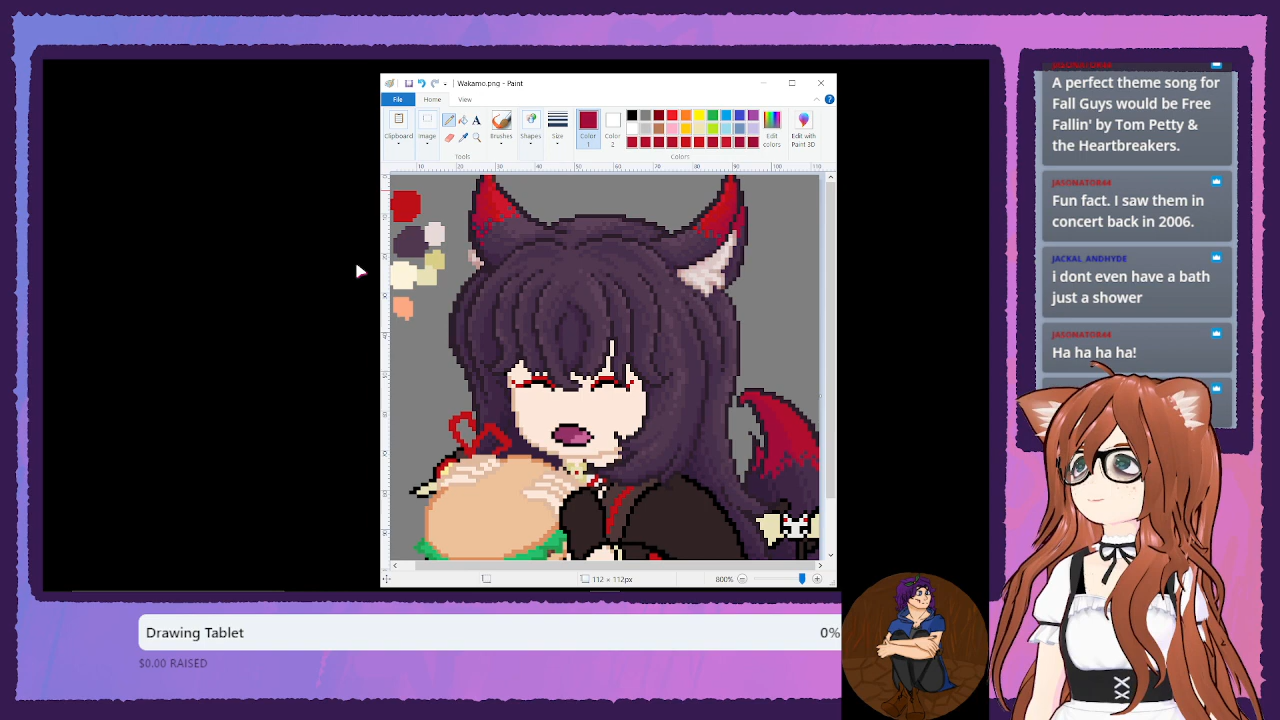 Wakamo.png - Paint
File
Home
View
Clipboard
Image
Tools
Brushes
Shapes
Size
Color
1
Color
2
Colors
Edit
colors
Edit with
Paint 3D
JASONATOR44
A perfect theme song for
Fall Guys would be Free
Fallin' by Tom Petty &
the Heartbreakers.
JASONATOR44
Fun fact. I saw them in
concert back in 2006.
JACKAL ANDHYDE
i dont even have a bath
just a shower
JASONATOR44
Ha ha ha ha!
112 × 112px
800%
Drawing Tablet
0%
$0.00 RAISED